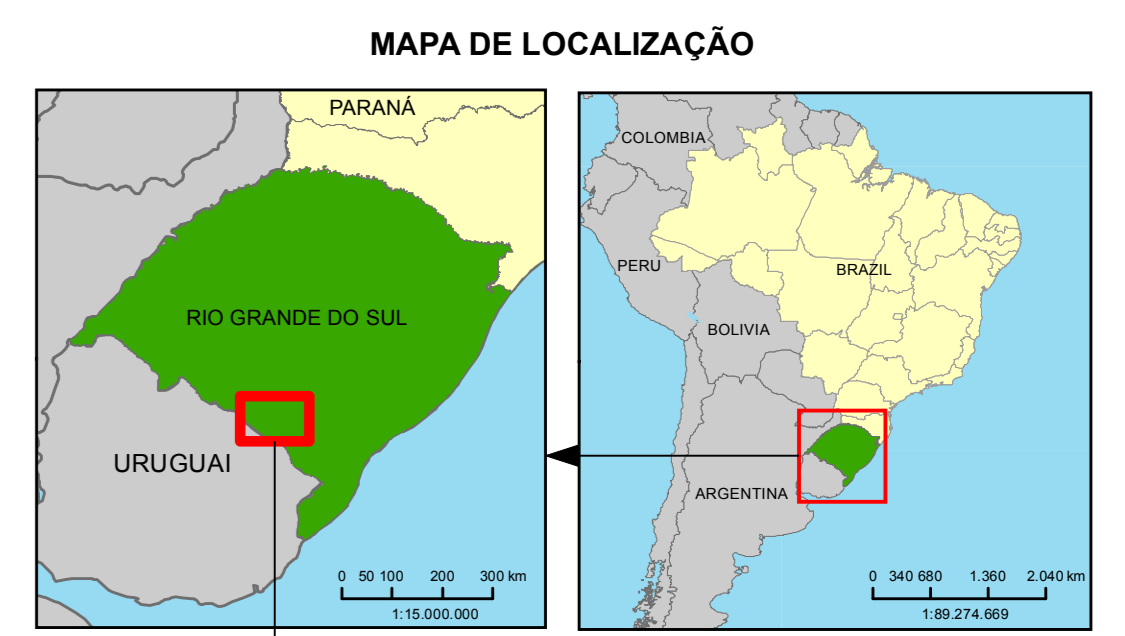 MAPA DE LOCALIZAÇÃO
PARANÁ
RIO GRANDE DO SUL
URUGUAI
0 50 100 200 300 km
1:15.000.000
COLOMBIA
PERU
BRAZIL
BOLIVIA
ARGENTINA
0 340 680 1.360 2.040 km
1:89.274.669